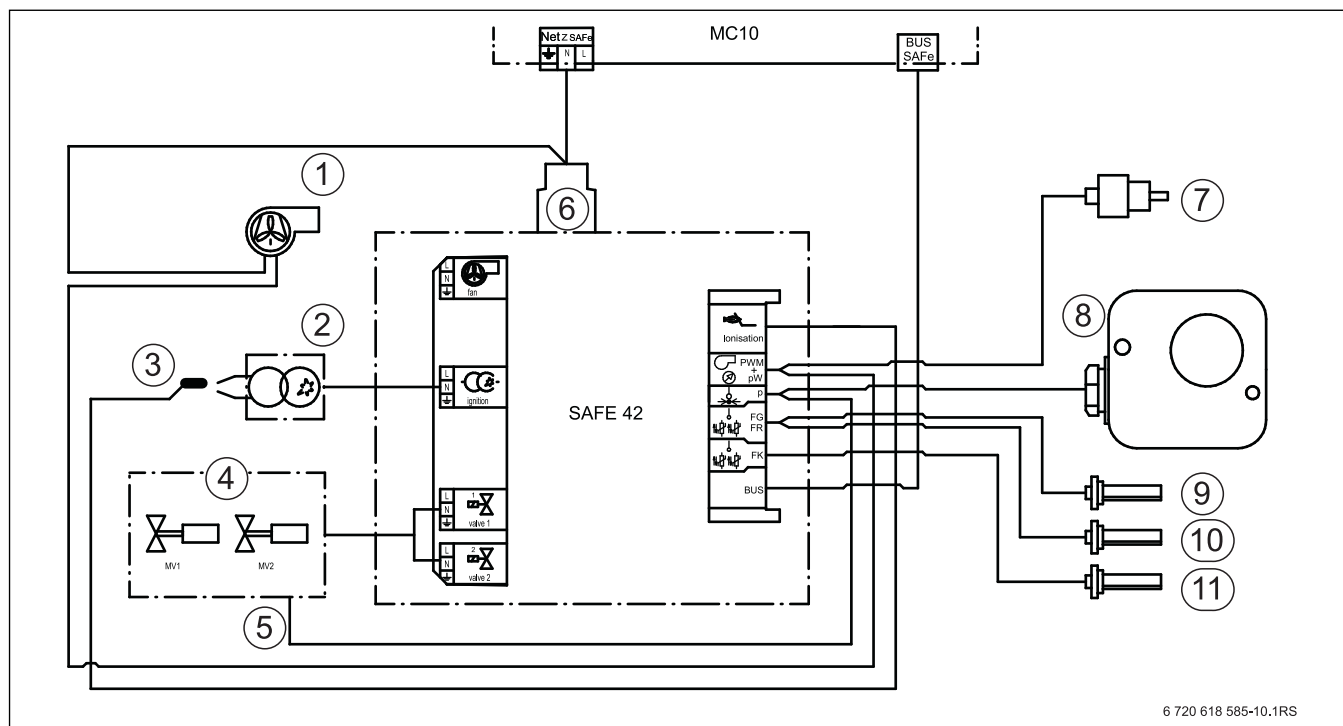 MC10
Netz SAFe
N L
BUS
SAFe
1
2
3
4
5
6
7
8
9
10
11
SAFE 42
L
N
fan
L
N
ignition
L
N
1
valve 1
L
N
2
valve 2
MV1
MV2
Ionisation
PWM
+
pW
p
FG
FR
FK
BUS
6 720 618 585-10.1RS